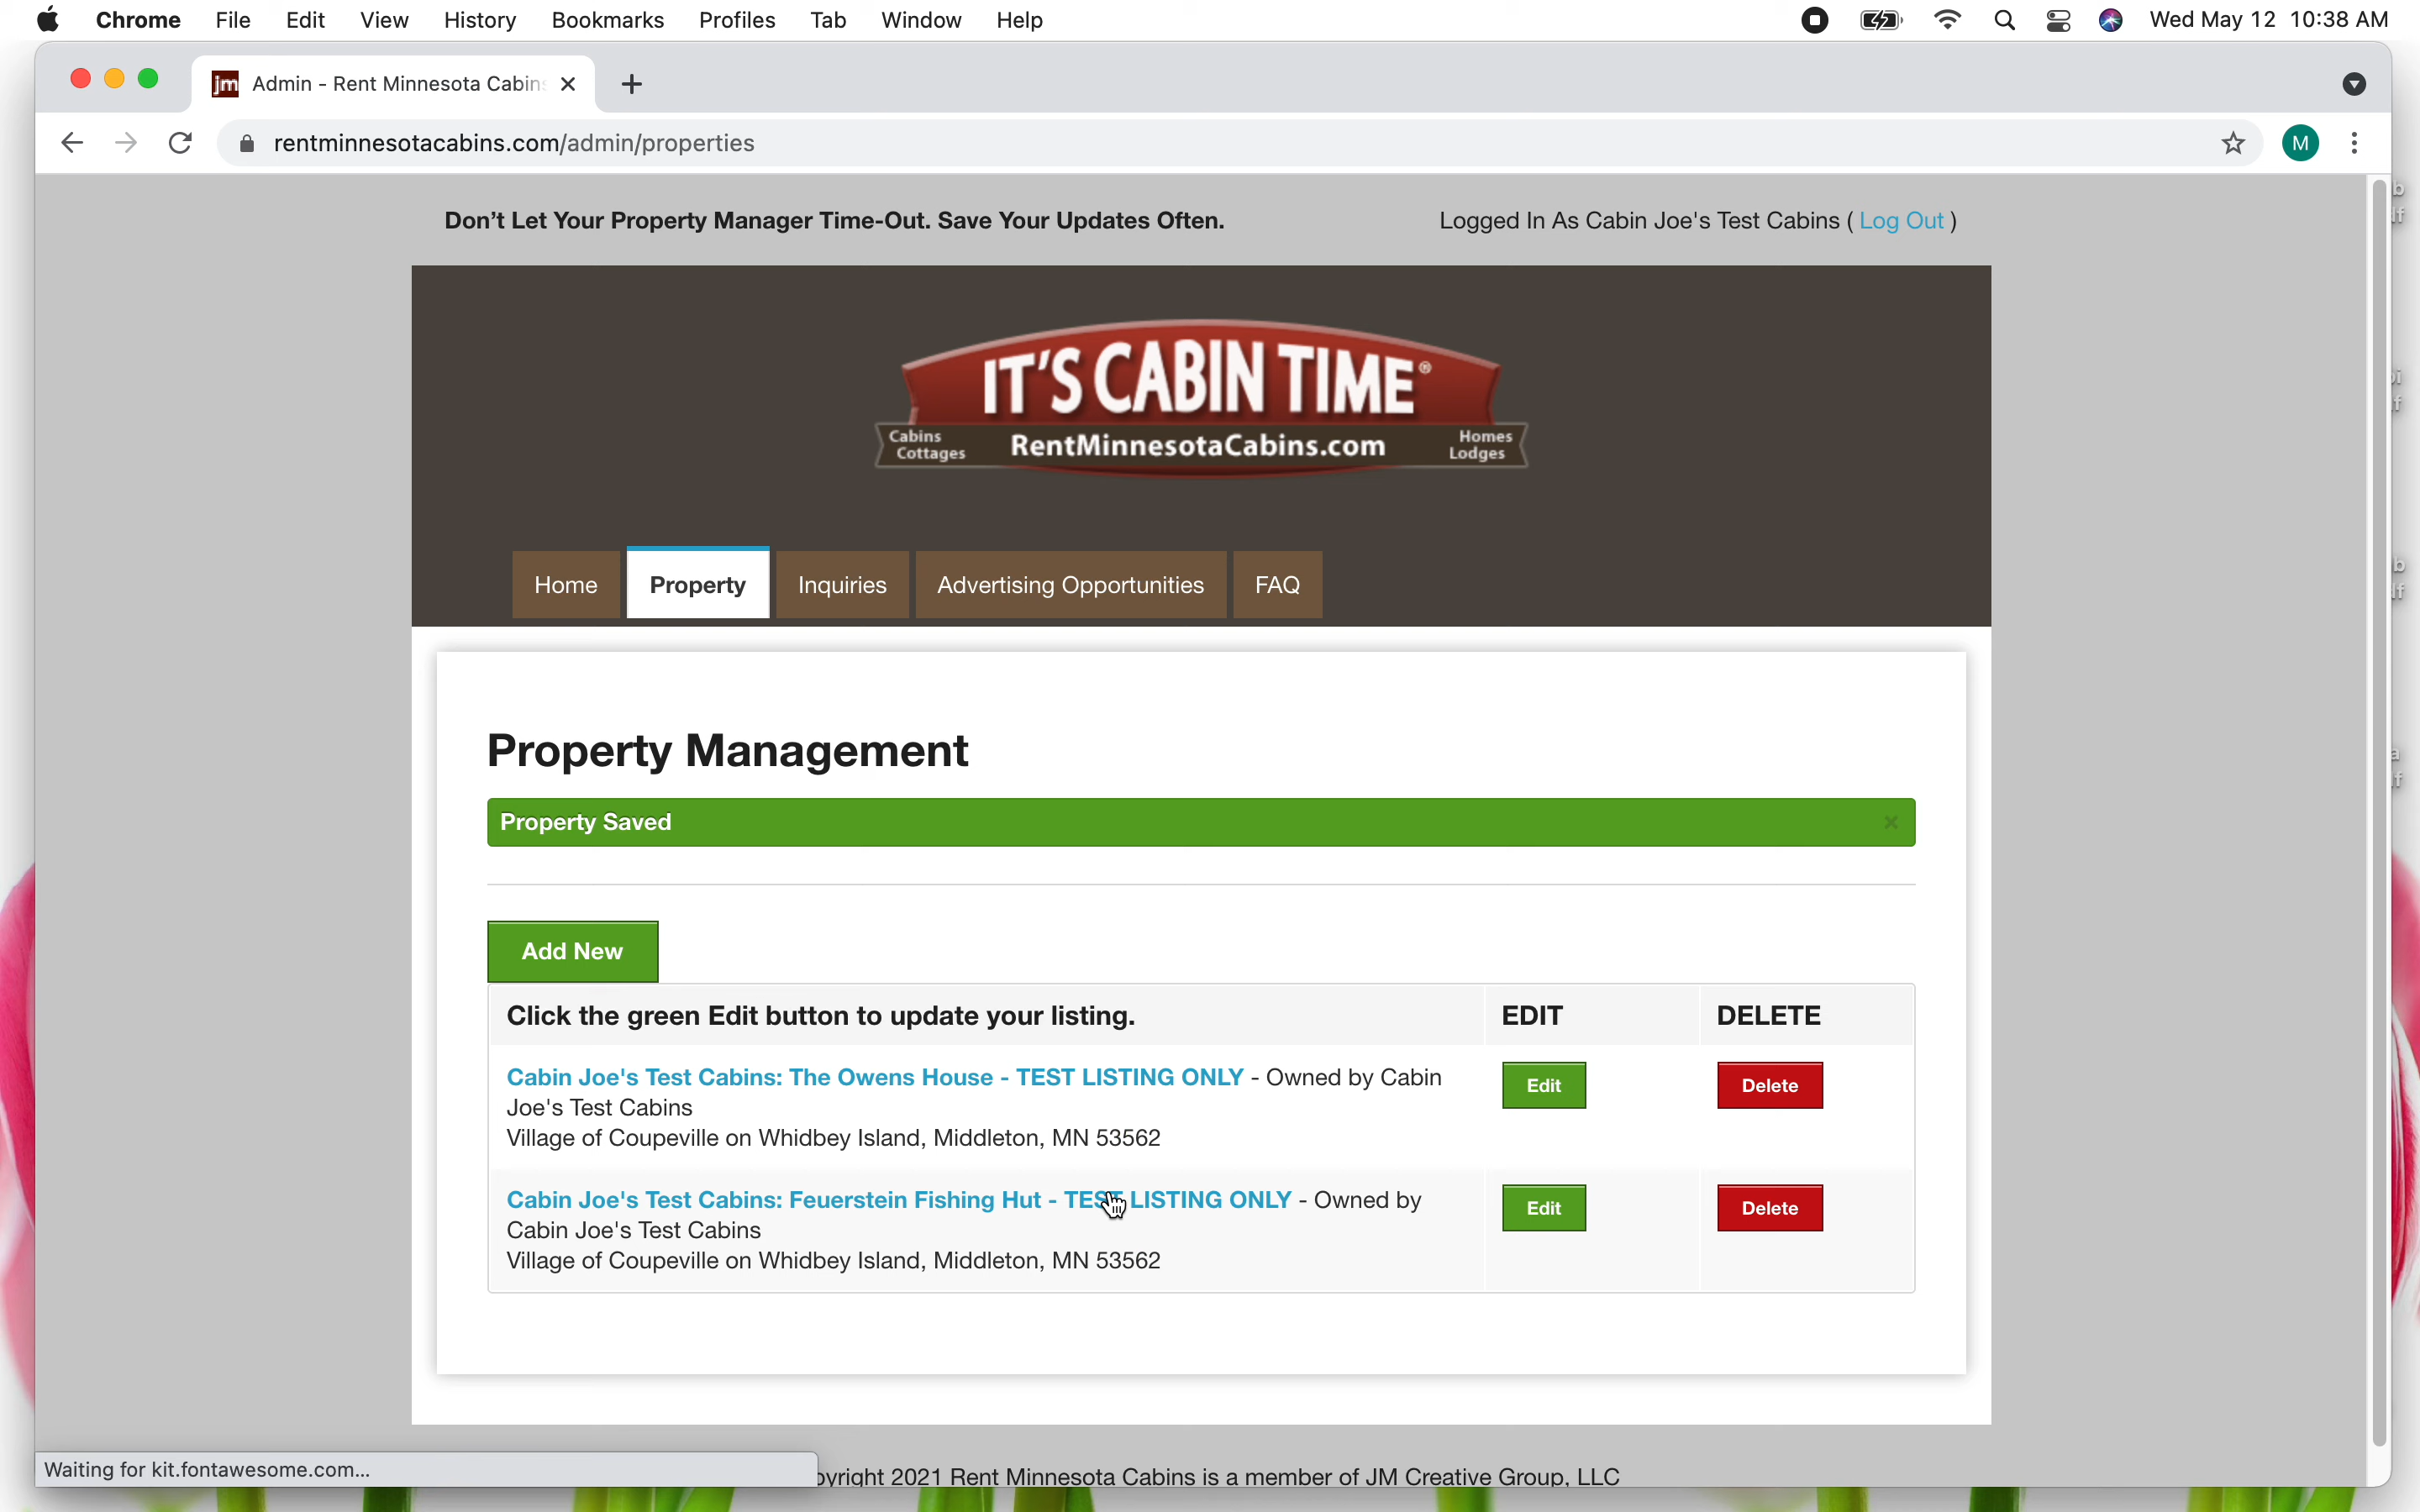 Chrome File Edit View History Bookmarks Profiles Tab Window Help Wed May 12 10:38 AM
jm Admin - Rent Minnesota Cabins
rentminnesotacabins.com/admin/properties M
Don't Let Your Property Manager Time-Out. Save Your Updates Often. Logged In As Cabin Joe's Test Cabins ( Log Out )
IT'S CABIN TIME®
Cabins Cottages RentMinnesotaCabins.com Homes Lodges
Home Property Inquiries Advertising Opportunities FAQ
Property Management
Property Saved ×
Add New
Click the green Edit button to update your listing. EDIT DELETE
Cabin Joe's Test Cabins: The Owens House - TEST LISTING ONLY - Owned by Cabin Edit Delete
Joe's Test Cabins
Village of Coupeville on Whidbey Island, Middleton, MN 53562
Cabin Joe's Test Cabins: Feuerstein Fishing Hut - TEST LISTING ONLY - Owned by Edit Delete
Cabin Joe's Test Cabins
Village of Coupeville on Whidbey Island, Middleton, MN 53562
Waiting for kit.fontawesome.com... 2021 Rent Minnesota Cabins is a member of JM Creative Group, LLC